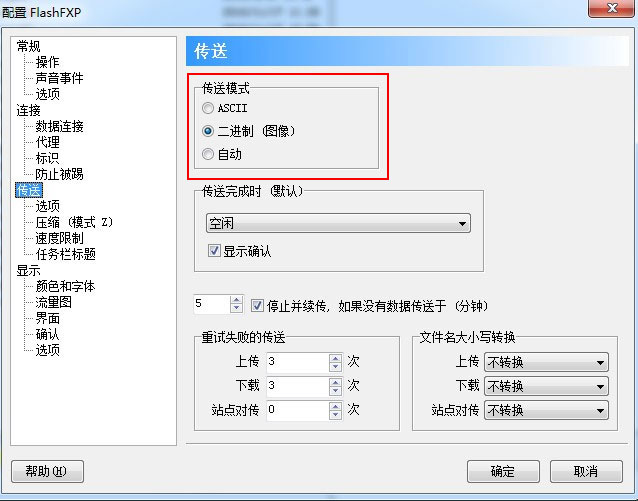 配置 FlashFXP
常规
操作
声音事件
选项
连接
数据连接
代理
标识
防止被踢
传送
选项
压缩 (模式 Z)
速度限制
任务栏标题
显示
颜色和字体
流量图
界面
确认
选项
传送
传送模式
ASCII
二进制 (图像)
自动
传送完成时 (默认)
空闲
显示确认
5 停止并续传, 如果没有数据传送于 (分钟)
重试失败的传送
上传 3 次
下载 3 次
站点对传 0 次
文件名大小写转换
上传 不转换
下载 不转换
站点对传 不转换
帮助(H)
确定
取消